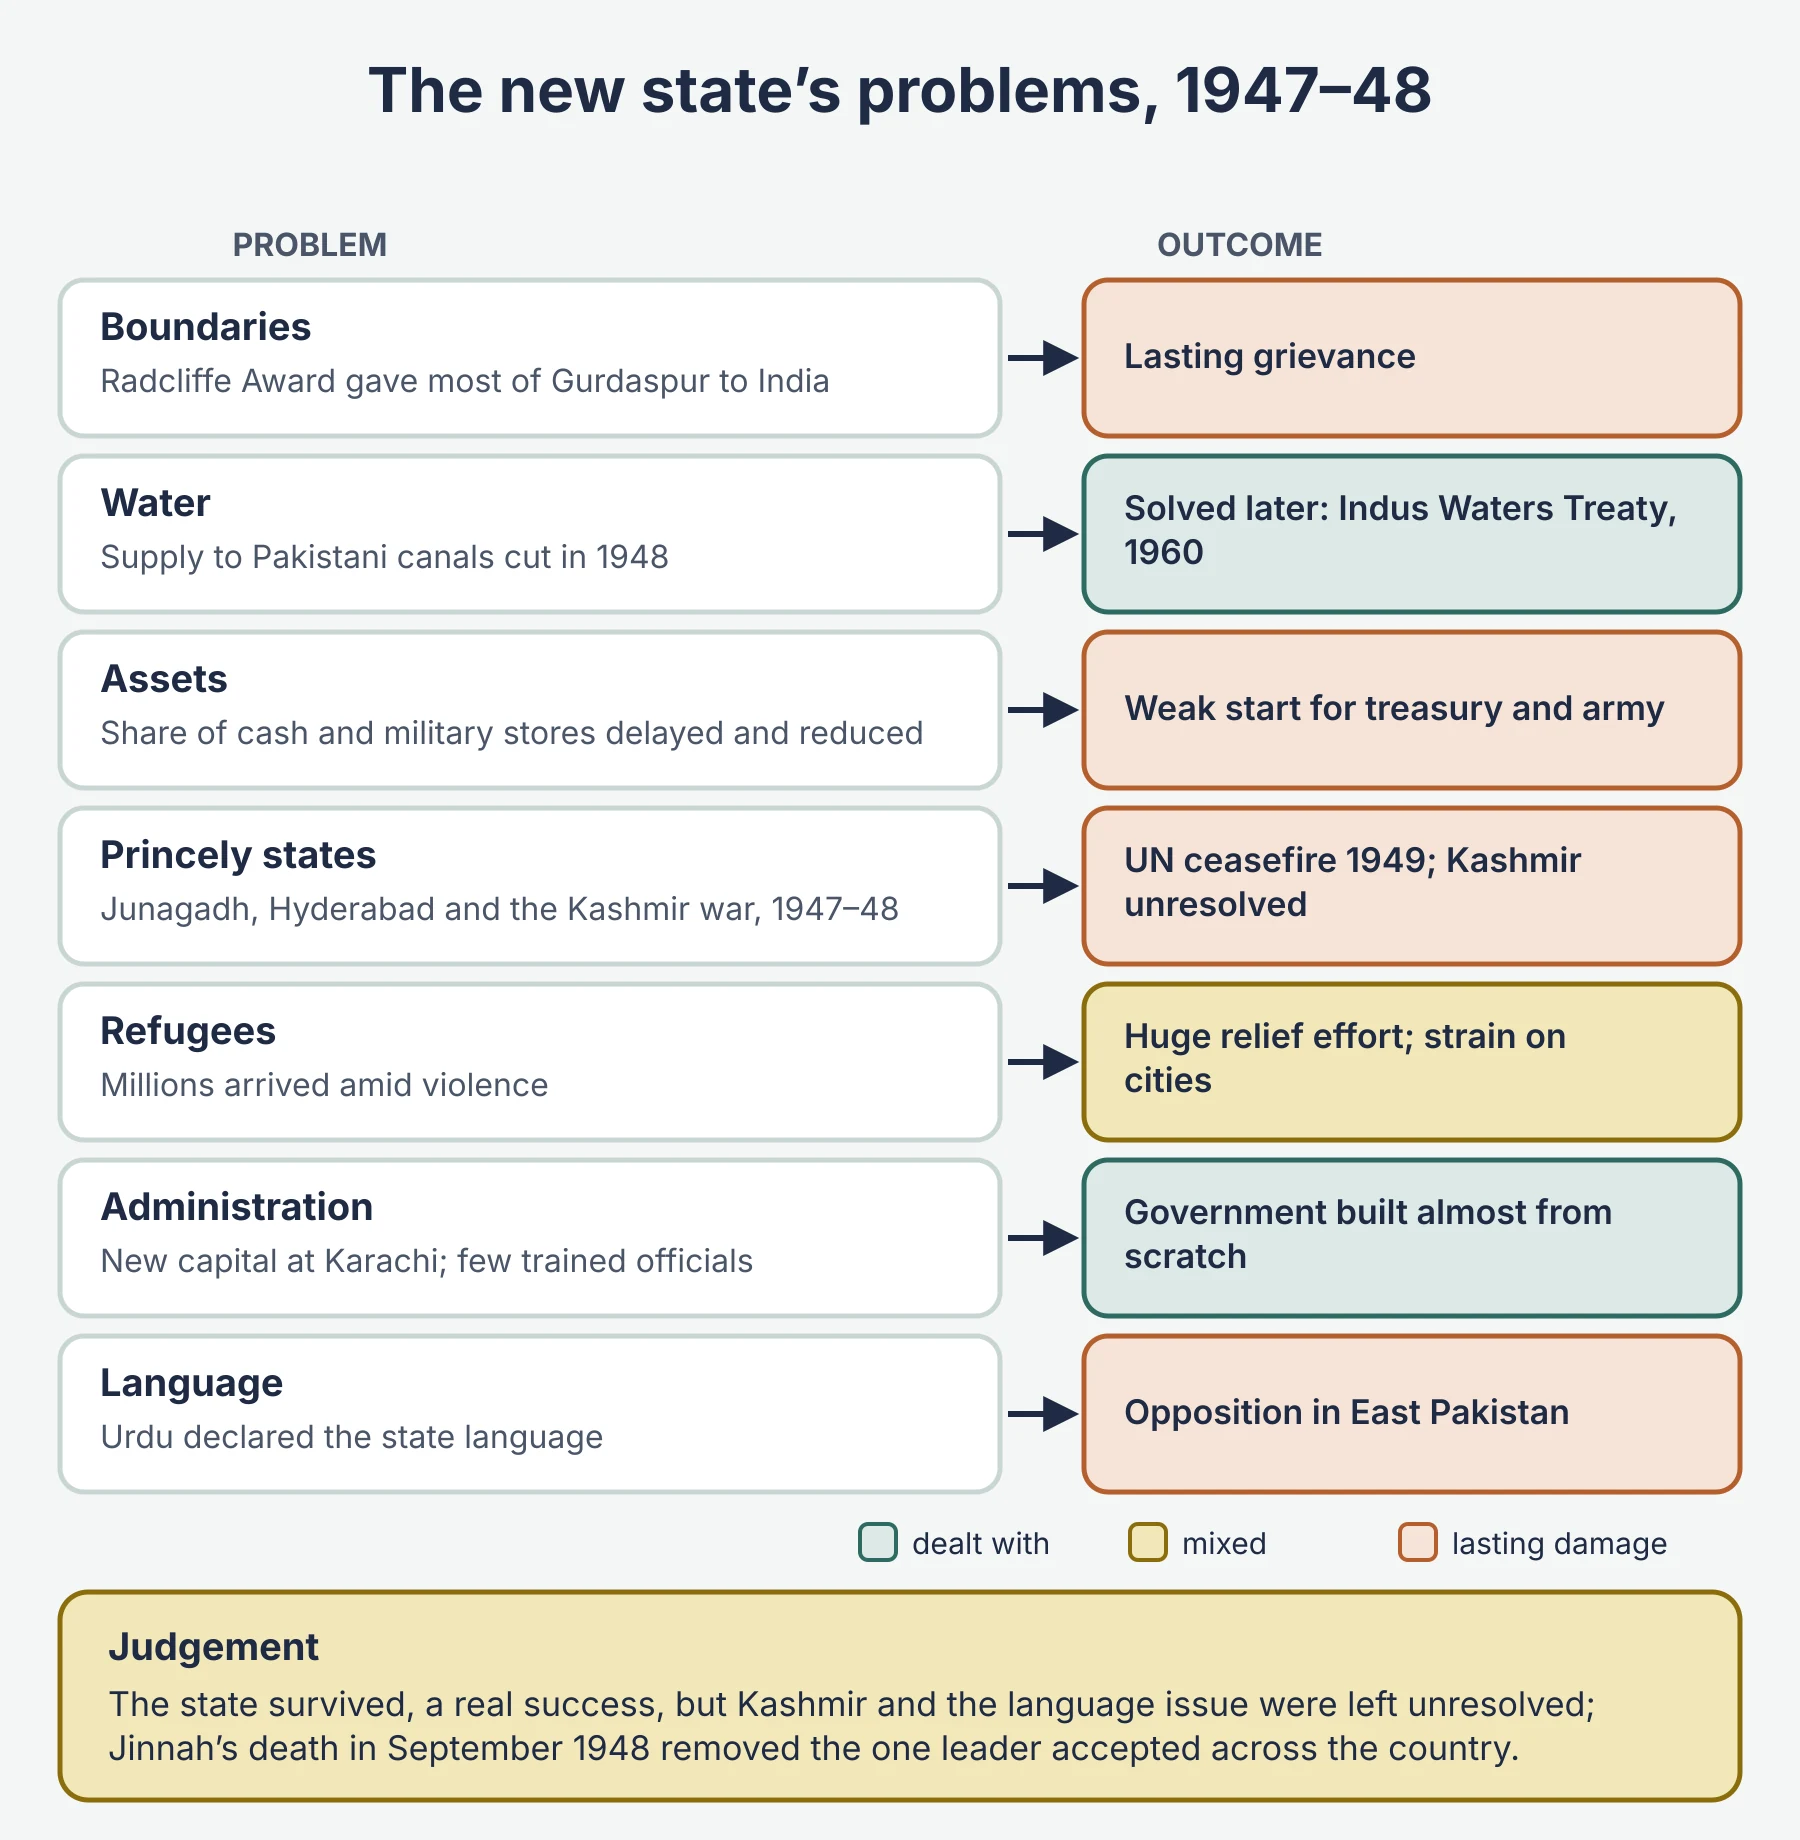 The new state’s problems, 1947–48
PROBLEM
OUTCOME
Boundaries
Radcliffe Award gave most of Gurdaspur to India
Lasting grievance
Water
Supply to Pakistani canals cut in 1948
Solved later: Indus Waters Treaty,
1960
Assets
Share of cash and military stores delayed and reduced
Weak start for treasury and army
Princely states
Junagadh, Hyderabad and the Kashmir war, 1947–48
UN ceasefire 1949; Kashmir
unresolved
Refugees
Millions arrived amid violence
Huge relief effort; strain on
cities
Administration
New capital at Karachi; few trained officials
Government built almost from
scratch
Language
Urdu declared the state language
Opposition in East Pakistan
dealt with
mixed
lasting damage
Judgement
The state survived, a real success, but Kashmir and the language issue were left unresolved;
Jinnah’s death in September 1948 removed the one leader accepted across the country.